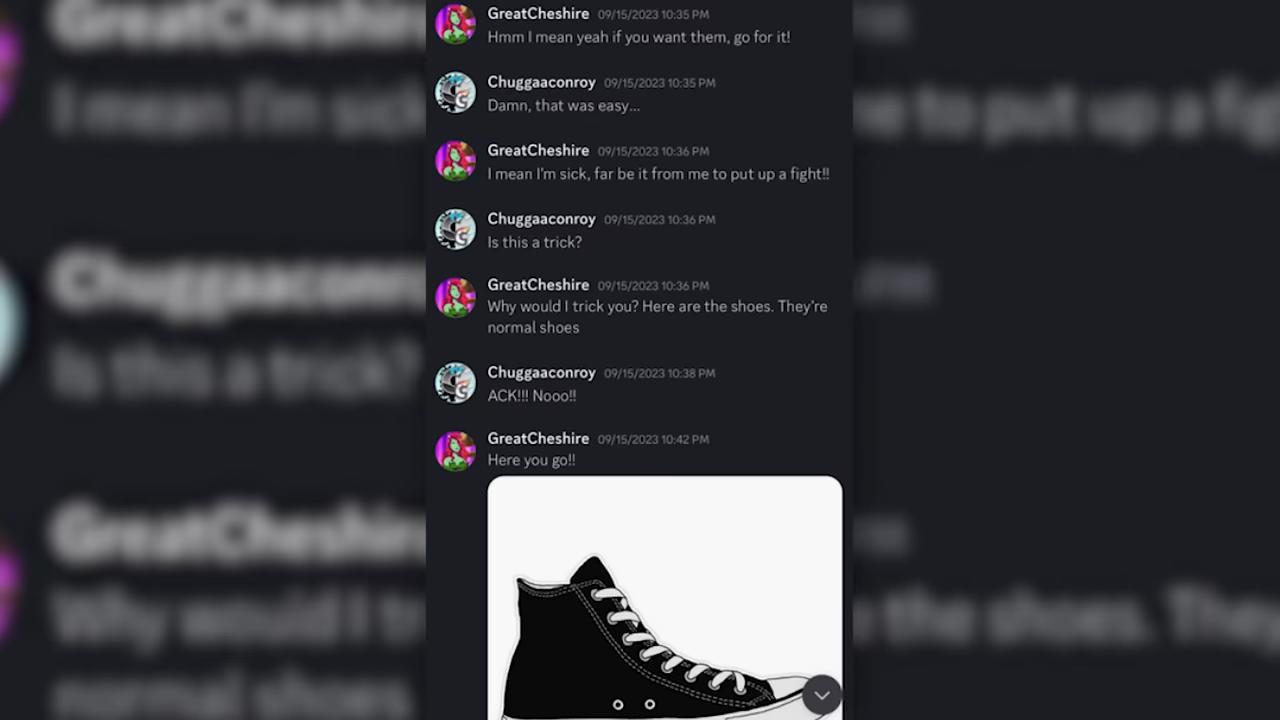 GreatCheshire 09/15/2023 10:35 PM
Hmm I mean yeah if you want them, go for it!
Chuggaaconroy 09/15/2023 10:35 PM
Damn, that was easy...
GreatCheshire 09/15/2023 10:36 PM
I mean I'm sick, far be it from me to put up a fight!!
Chuggaaconroy 09/15/2023 10:36 PM
Is this a trick?
GreatCheshire 09/15/2023 10:36 PM
Why would I trick you? Here are the shoes. They're
normal shoes
Chuggaaconroy 09/15/2023 10:38 PM
ACK!!! Nooo!!
GreatCheshire 09/15/2023 10:42 PM
Here you go!!